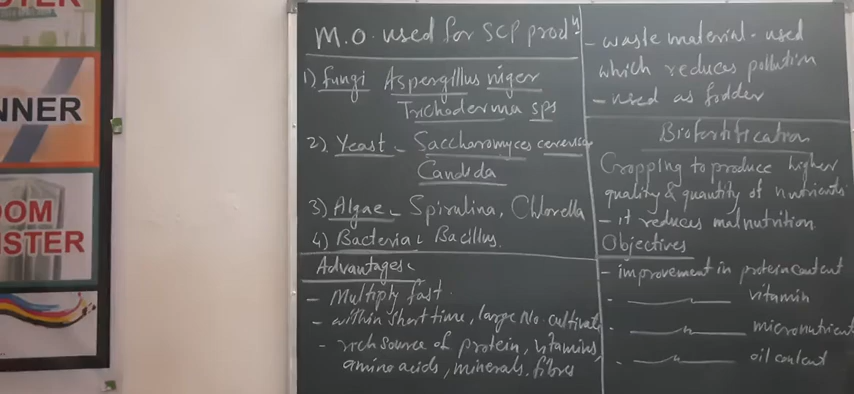 STER
NNER
OM
STER
M.O. used for SCP prodⁿ
1) Fungi Aspergillus niger
Trichoderma sps
2) Yeast - Saccharomyces cerevisiae
Candida
3) Algae - Spirulina, Chlorella
4) Bacteria - Bacillus.
Advantages
- Multiply fast.
- within short time, large No. cultivate
- rich source of protein, vitamins,
amino acids, minerals, fibres
- waste material - used
which reduces pollution
- used as fodder
Biofortification
Cropping to produce higher
quality & quantity of nutrients
- it reduces malnutrition.
Objectives
- improvement in protein content
- —〃— vitamin
- —〃— micronutrient
- —〃— oil content